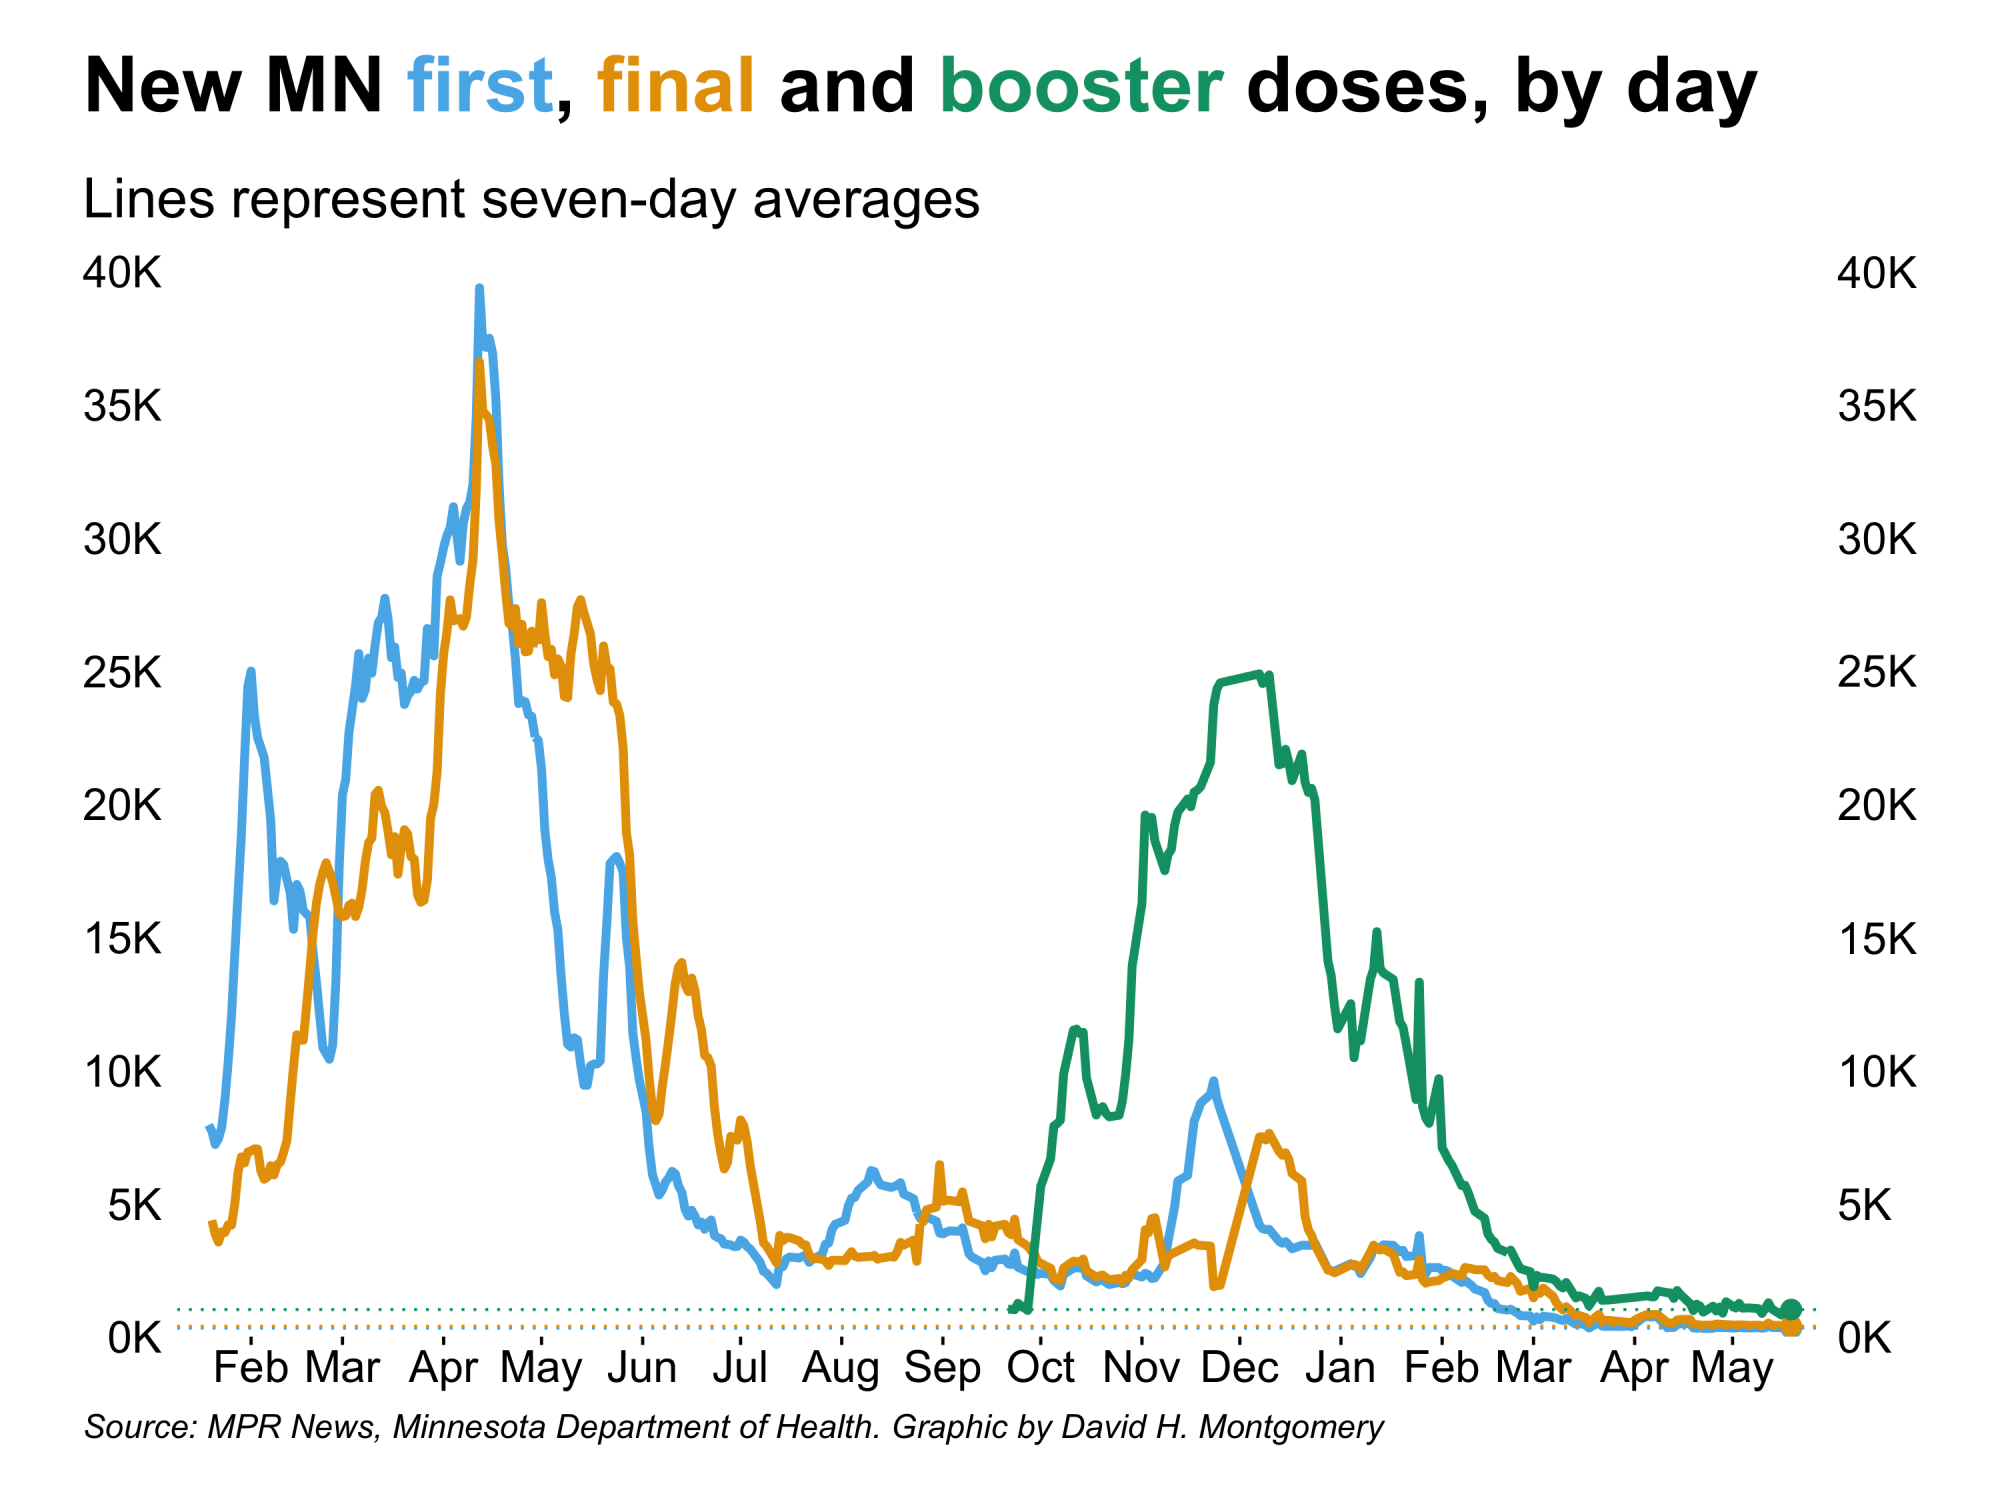 New MN first, final and booster doses, by day
Lines represent seven-day averages
40K 40K
35K 35K
30K 30K
25K 25K
20K 20K
15K 15K
10K 10K
5K 5K
0K 0K
Feb Mar Apr May Jun Jul Aug Sep Oct Nov Dec Jan Feb Mar Apr May
Source: MPR News, Minnesota Department of Health. Graphic by David H. Montgomery